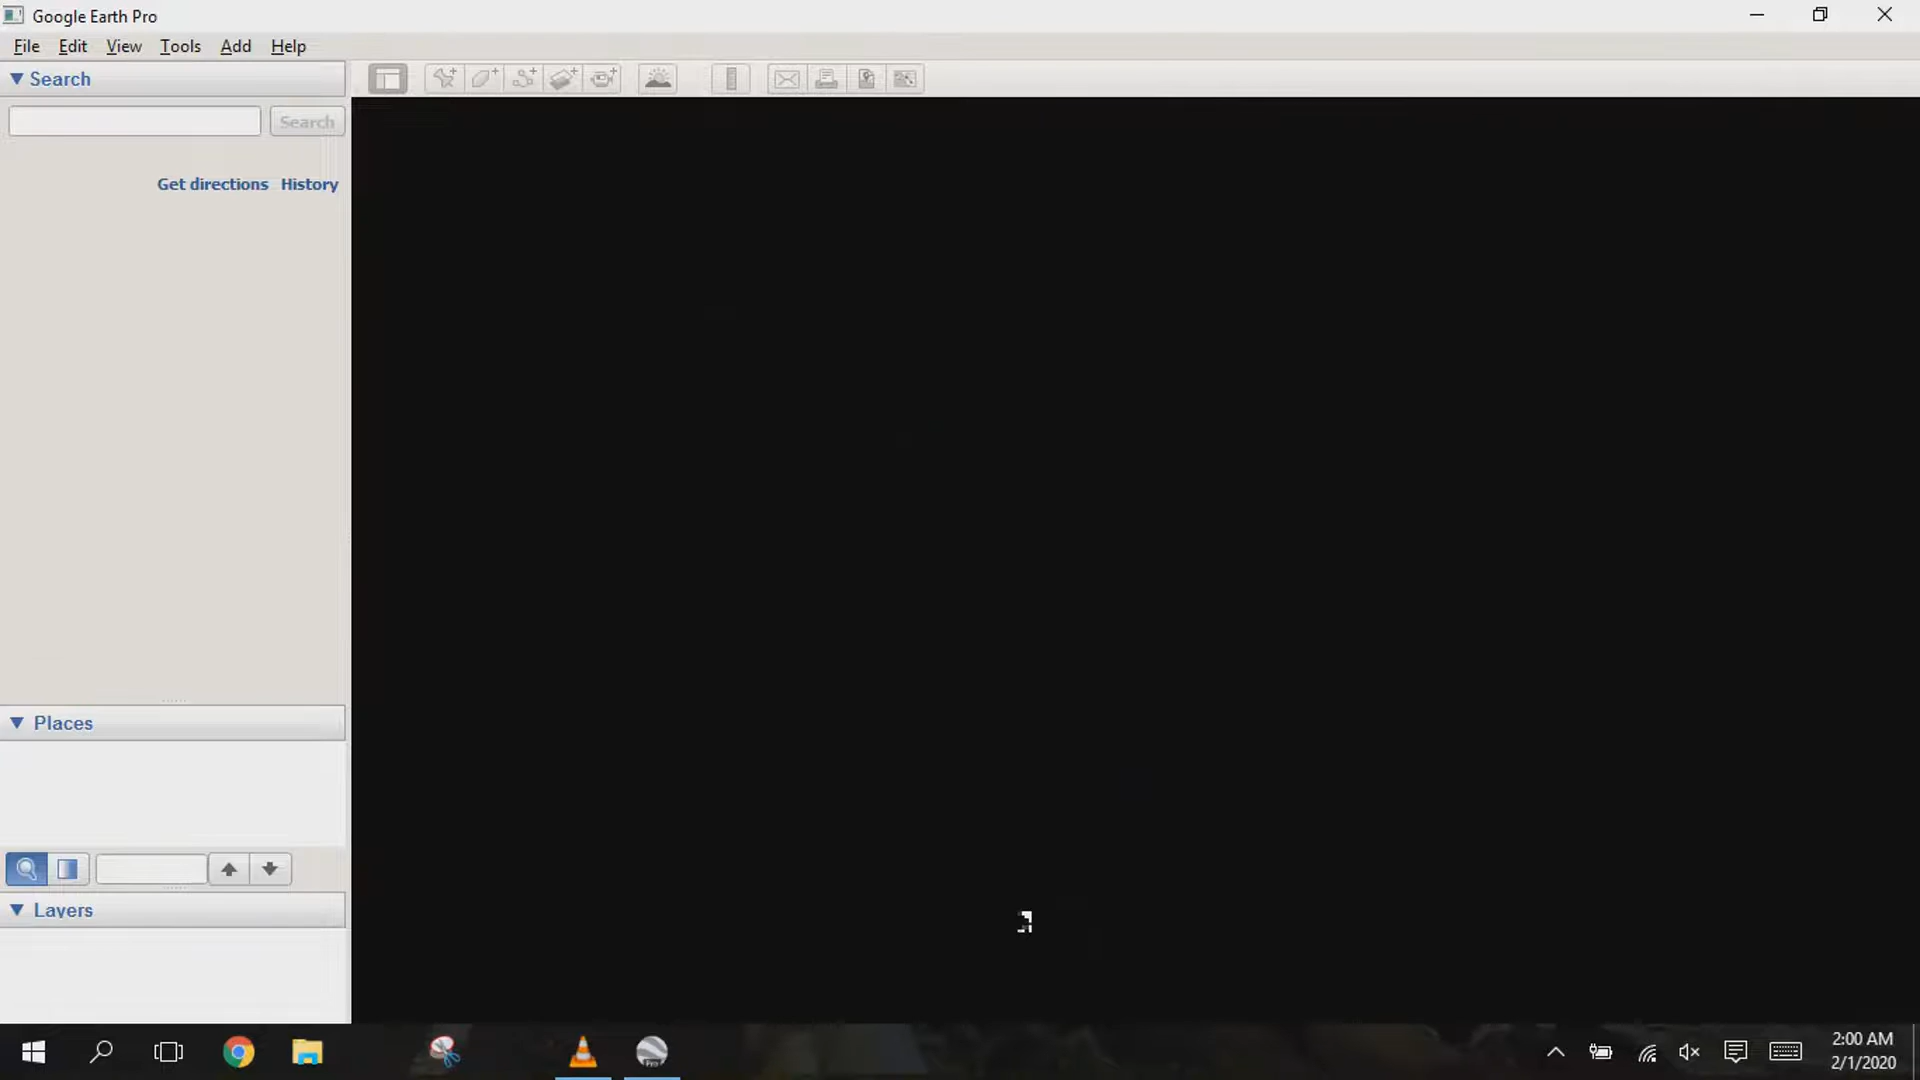 Google Earth Pro
File Edit View Tools Add Help
Search
Search
Get directions History
Places
Layers
Pro
2:00 AM
2/1/2020